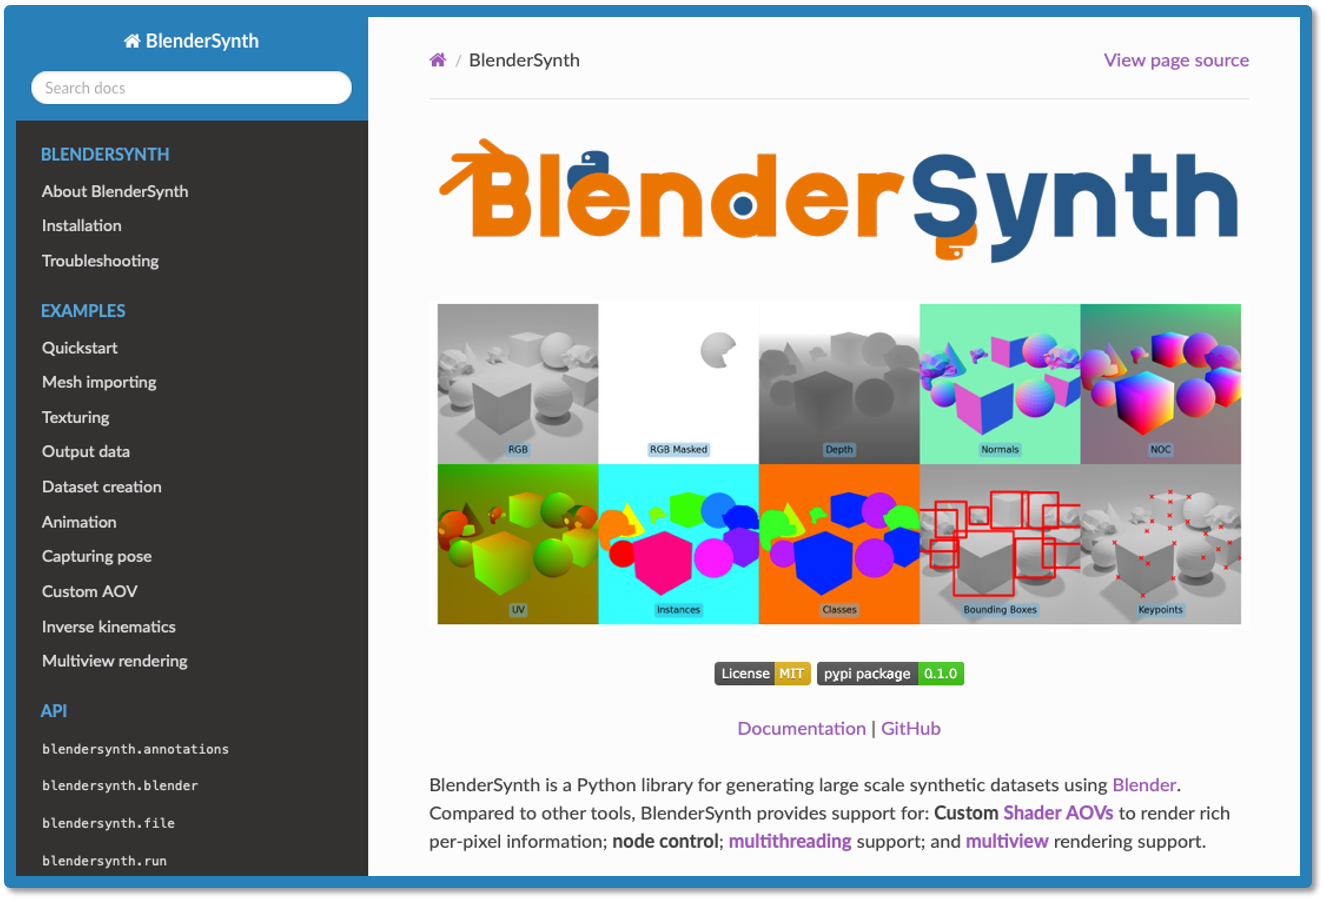 BlenderSynth
Search docs
BLENDERSYNTH
About BlenderSynth
Installation
Troubleshooting
EXAMPLES
Quickstart
Mesh importing
Texturing
Output data
Dataset creation
Animation
Capturing pose
Custom AOV
Inverse kinematics
Multiview rendering
API
blendersynth.annotations
blendersynth.blender
blendersynth.file
blendersynth.run
/ BlenderSynth
View page source
BlenderSynth
RGB
RGB Masked
Depth
Normals
NOC
UV
Instances
Classes
Bounding Boxes
Keypoints
License MIT
pypi package 0.1.0
Documentation | GitHub
BlenderSynth is a Python library for generating large scale synthetic datasets using Blender.
Compared to other tools, BlenderSynth provides support for: Custom Shader AOVs to render rich
per-pixel information; node control; multithreading support; and multiview rendering support.